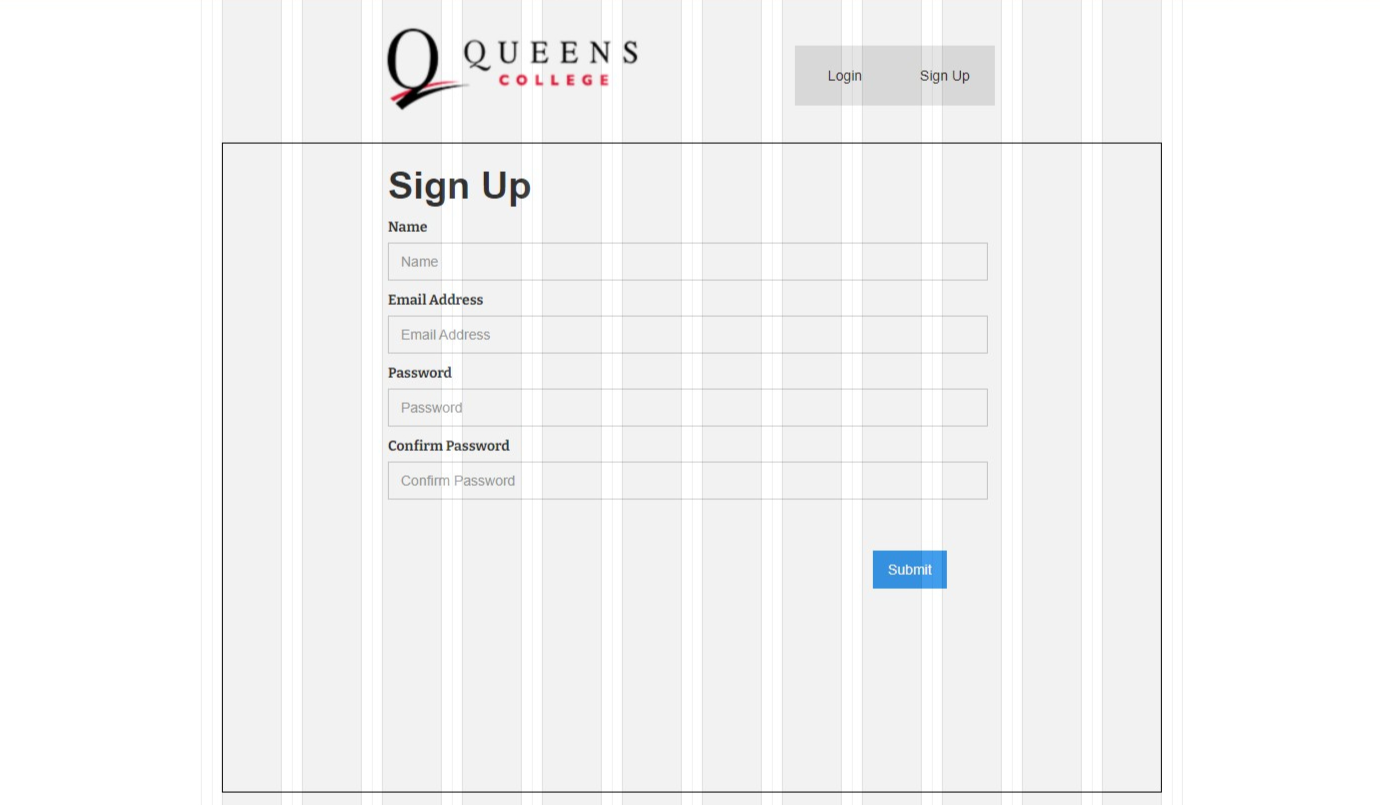 QUEENS
COLLEGE
Login Sign Up
Sign Up
Name
Name
Email Address
Email Address
Password
Password
Confirm Password
Confirm Password
Submit